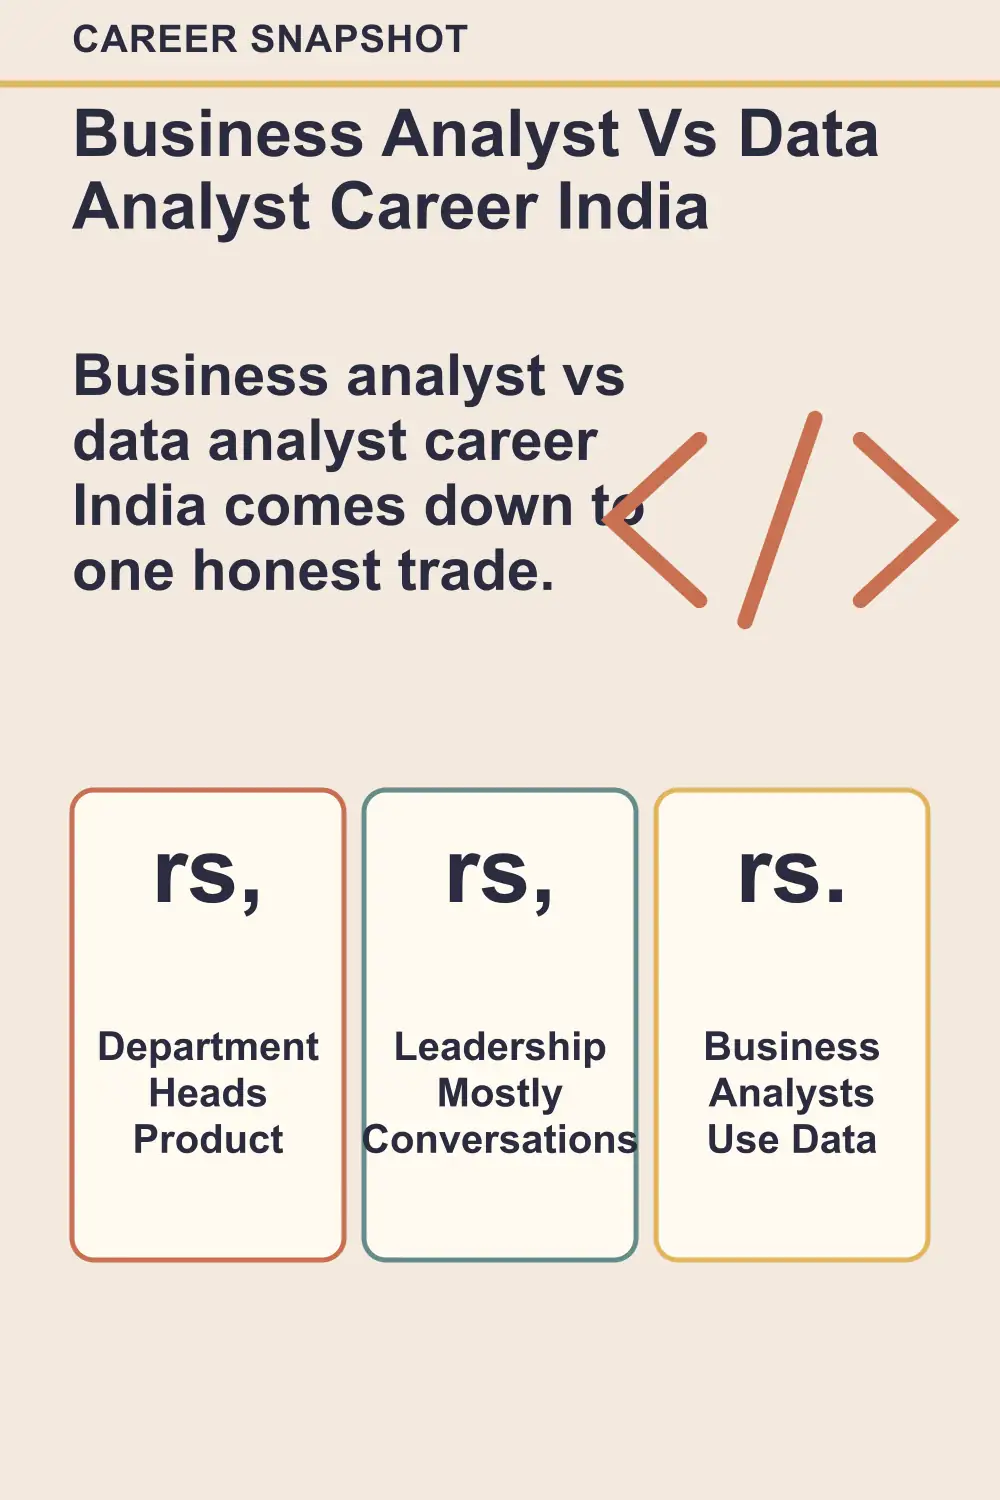 CAREER SNAPSHOT
Business Analyst Vs Data
Analyst Career India
Business analyst vs
data analyst career
India comes down to
one honest trade.
rs,
Department
Heads
Product
rs,
Leadership
Mostly
Conversations
rs.
Business
Analysts
Use Data